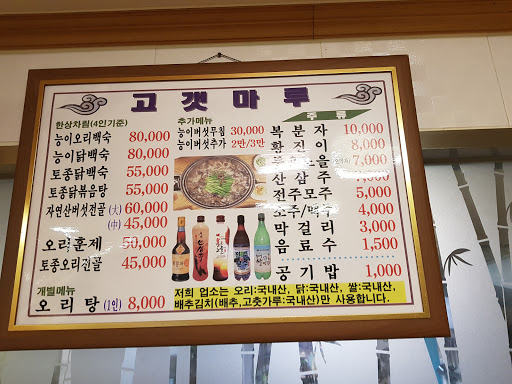 고갯마루
한상차림(4인기준)
능이오리백숙 80,000
능이닭백숙 80,000
토종닭백숙 55,000
토종닭볶음탕 55,000
자연산버섯전골 (大) 60,000
(中) 45,000
오리훈제 50,000
토종오리전골 45,000
개별메뉴
오리탕 (1인) 8,000
추가메뉴
능이버섯무침 30,000
능이버섯추가 2만/3만
주류
복분자 10,000
황진이 8,000
을 7,000
산삼주
전주모주 5,000
소주/맥주 4,000
막걸리 3,000
음료수 1,500
공기밥 1,000
저희 업소는 오리:국내산, 닭:국내산, 쌀:국내산,
배추김치(배추,고춧가루:국내산)만 사용합니다.